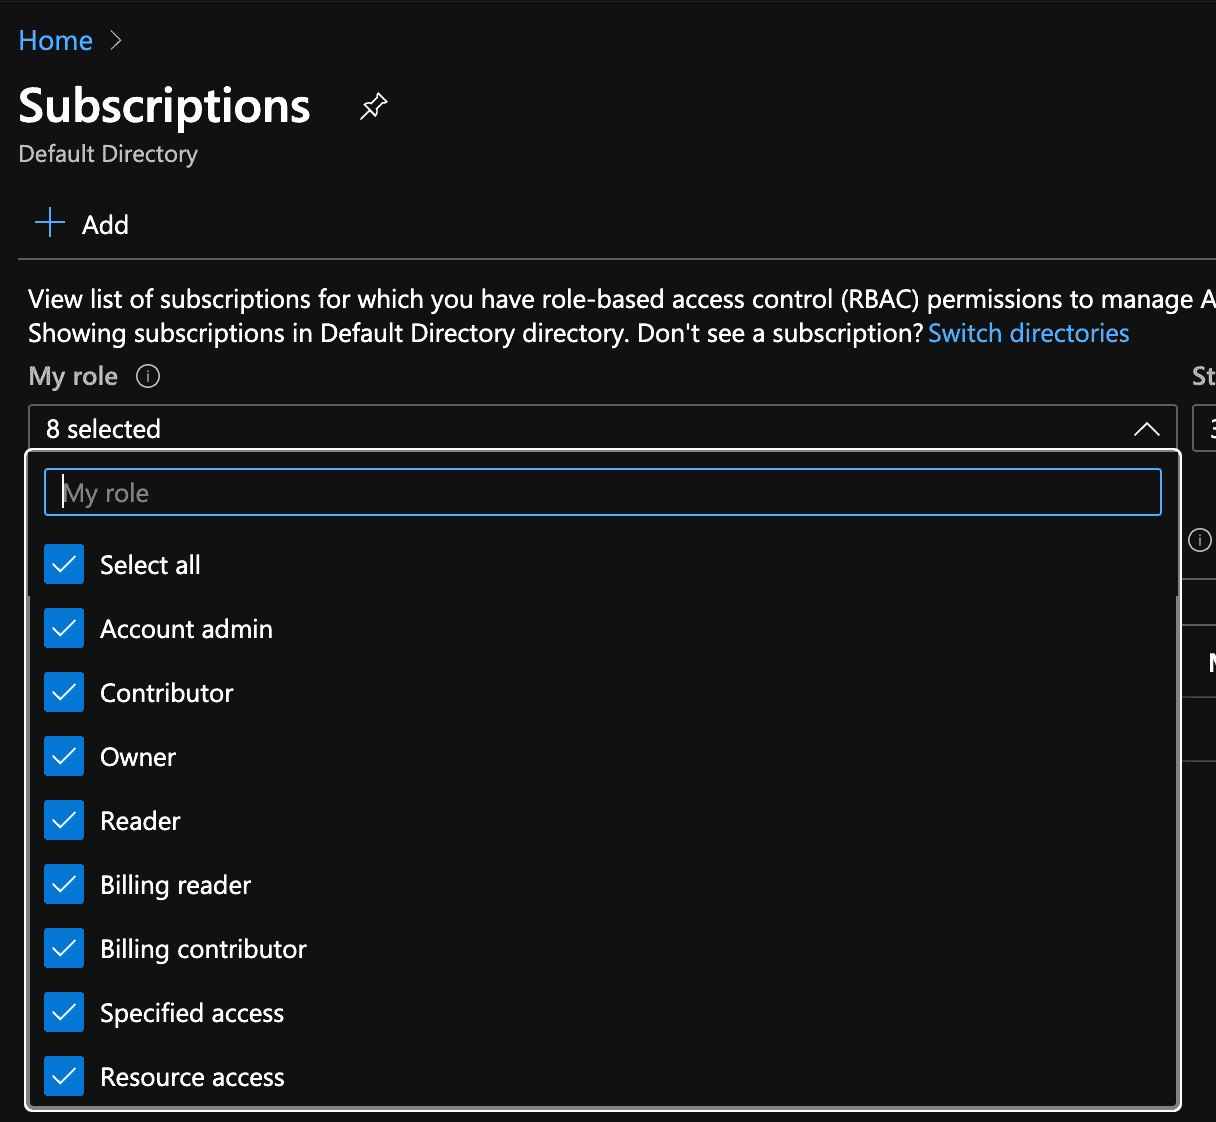 Home
Subscriptions
Default Directory
Add
View list of subscriptions for which you have role-based access control (RBAC) permissions to manage A
Showing subscriptions in Default Directory directory. Don't see a subscription? Switch directories
My role
St
8 selected
My role
Select all
Account admin
Contributor
Owner
Reader
Billing reader
Billing contributor
Specified access
Resource access